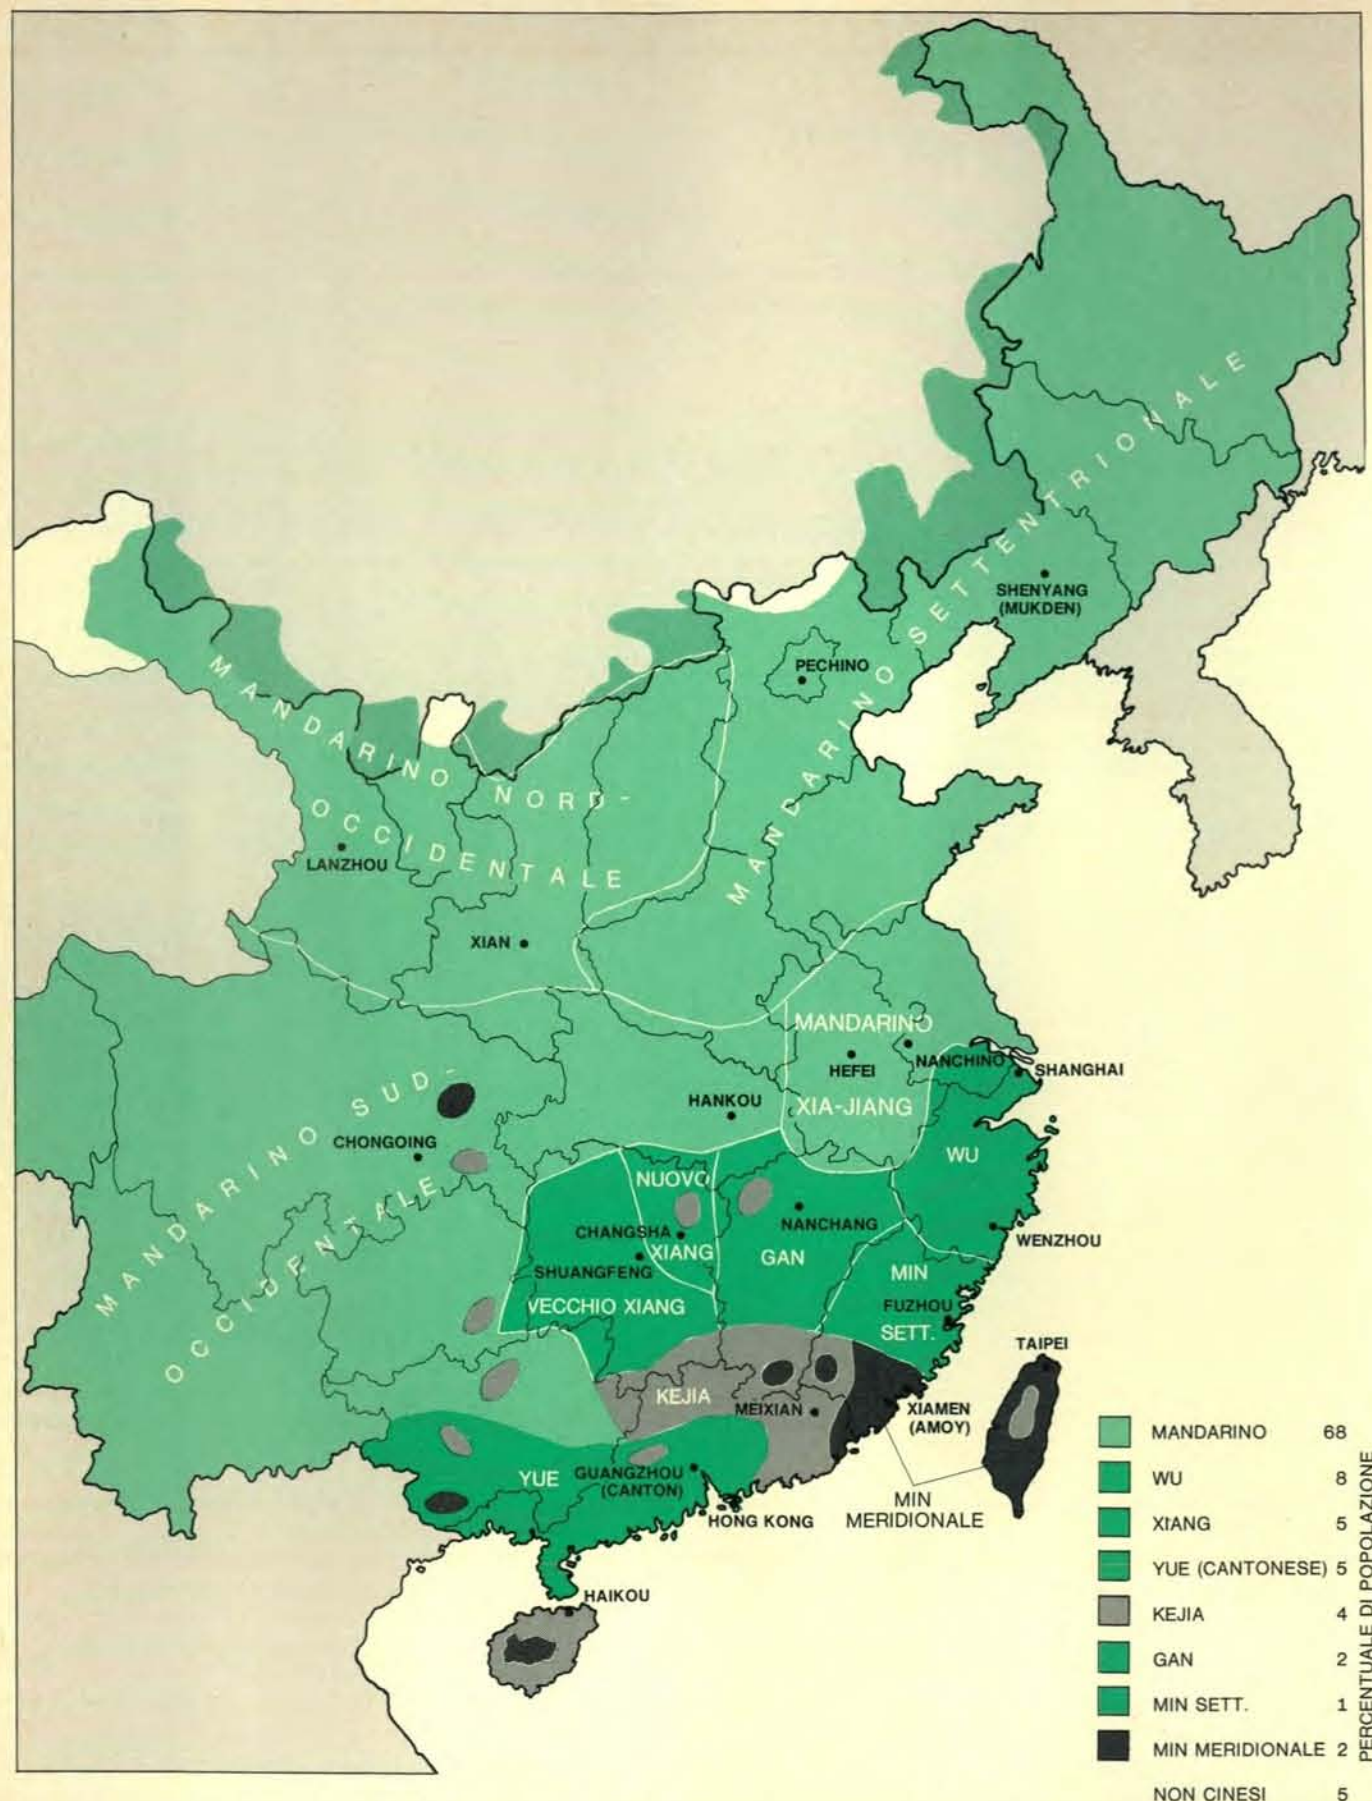 MANDARINO SETTENTRIONALE
SHENYANG
(MUKDEN)
PECHINO
MANDARINO NORD-
OCCIDENTALE
LANZHOU
XIAN
MANDARINO
HEFEI
NANCHINO
SHANGHAI
XIA-JIANG
HANKOU
MANDARINO SUD-
OCCIDENTALE
CHONGOING
WU
NUOVO
XIANG
CHANGSHA
NANCHANG
WENZHOU
GAN
SHUANGFENG
VECCHIO XIANG
MIN
SETT.
FUZHOU
TAIPEI
KEJIA
MEIXIAN
XIAMEN
(AMOY)
YUE
GUANGZHOU
(CANTON)
MIN
MERIDIONALE
HONG KONG
HAIKOU
MANDARINO 68
WU 8
XIANG 5
YUE (CANTONESE) 5
KEJIA 4
GAN 2
MIN SETT. 1
MIN MERIDIONALE 2
NON CINESI 5
PERCENTUALE DI POPOLAZIONE